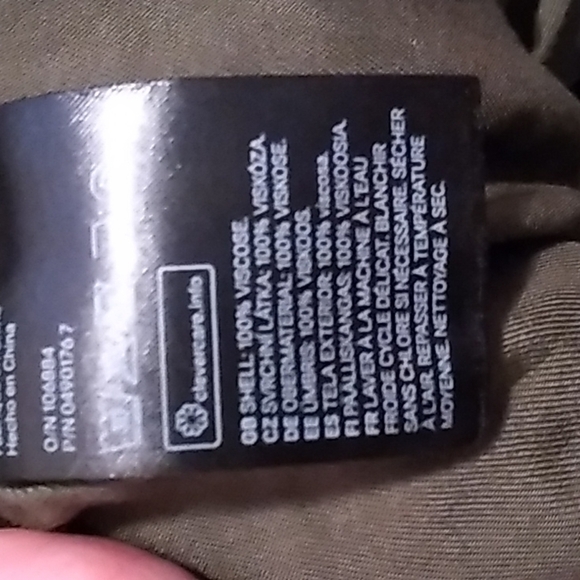 Hecho en China
O/N 106884
P/N 0490176 7
clevercare.info
GB SHELL: 100% VISCOSE.
CZ SVRCHNÍ LÁTKA: 100% VISKÓZA.
DE OBERMATERIAL: 100% VISKOSE.
EE ÜMBRIS: 100% VISKOOS.
ES TELA EXTERIOR: 100% viscosa.
FI PÄÄLLISKANGAS: 100% VISKOOSIA.
FR LAVER À LA MACHINE À L'EAU
FROIDE CYCLE DÉLICAT. BLANCHIR
SANS CHLORE SI NÉCESSAIRE. SÉCHER
À L'AIR. REPASSER À TEMPÉRATURE
MOYENNE. NETTOYAGE À SEC.